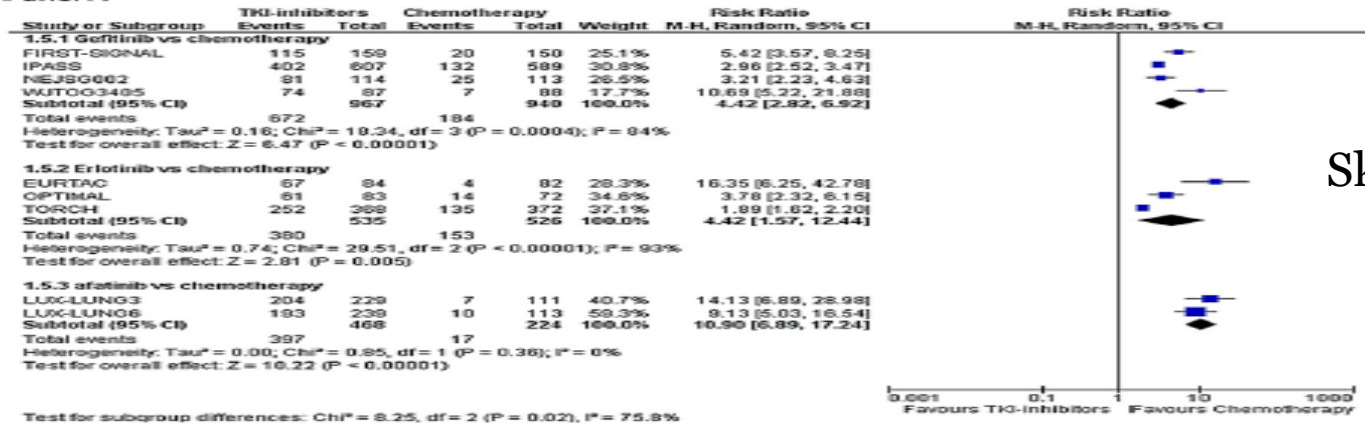 TKI-inhibitors Chemotherapy Risk Ratio Risk Ratio
Study or Subgroup Events Total Events Total Weight M-H, Random, 95% CI M-H, Random, 95% CI
1.5.1 Gefitinib vs chemotherapy
FIRST-SIGNAL 115 159 20 150 25.1% 5.42 [3.57, 8.25]
IPASS 402 607 132 589 30.8% 2.96 [2.52, 3.47]
NEJSG002 81 114 25 113 26.5% 3.21 [2.23, 4.63]
WJTOG3405 74 87 7 88 17.7% 10.69 [5.22, 21.88]
Subtotal (95% CI) 967 940 100.0% 4.42 [2.82, 6.92]
Total events 672 184
Heterogeneity: Tau² = 0.16; Chi² = 18.34, df = 3 (P = 0.0004); I² = 84%
Test for overall effect: Z = 6.47 (P < 0.00001)
1.5.2 Erlotinib vs chemotherapy
EURTAC 67 84 4 82 28.3% 16.35 [6.25, 42.78]
OPTIMAL 61 83 14 72 34.6% 3.78 [2.32, 6.15]
TORCH 252 368 135 372 37.1% 1.89 [1.62, 2.20]
Subtotal (95% CI) 535 526 100.0% 4.42 [1.57, 12.44]
Total events 380 153
Heterogeneity: Tau² = 0.74; Chi² = 29.51, df = 2 (P < 0.00001); I² = 93%
Test for overall effect: Z = 2.81 (P = 0.005)
1.5.3 afatinib vs chemotherapy
LUX-LUNG3 204 229 7 111 40.7% 14.13 [6.89, 28.98]
LUX-LUNG6 193 239 10 113 59.3% 9.13 [5.03, 16.54]
Subtotal (95% CI) 468 224 100.0% 10.90 [6.89, 17.24]
Total events 397 17
Heterogeneity: Tau² = 0.00; Chi² = 0.85, df = 1 (P = 0.36); I² = 0%
Test for overall effect: Z = 10.22 (P < 0.00001)
Test for subgroup differences: Chi² = 8.25, df = 2 (P = 0.02), I² = 75.8%
0.001 0.1 1 10 1000
Favours TKI-inhibitors Favours Chemotherapy
Sk